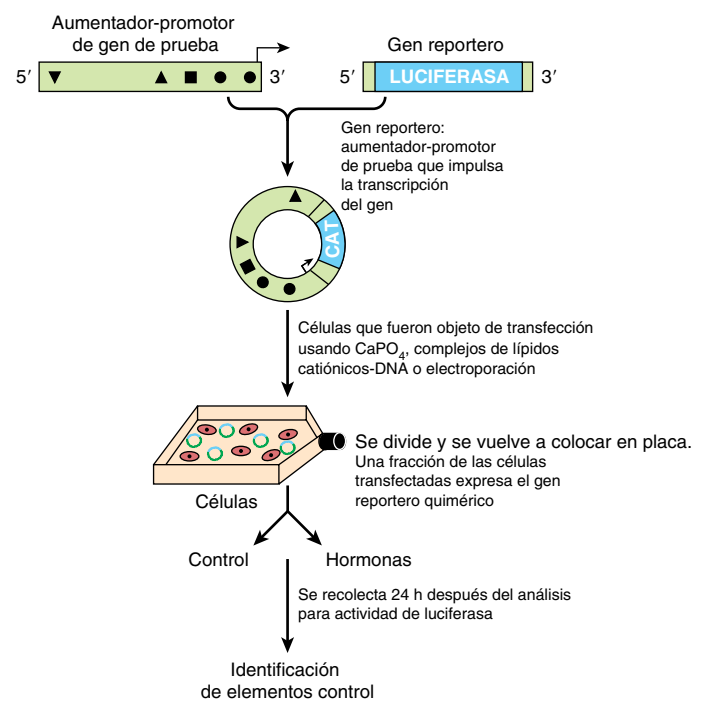 Aumentador-promotor
de gen de prueba
Gen reportero
5′
3′
5′
LUCIFERASA
3′
Gen reportero:
aumentador-promotor
de prueba que impulsa
la transcripción
del gen
CAT
Células que fueron objeto de transfección
usando CaPO4, complejos de lípidos
catiónicos-DNA o electroporación
Se divide y se vuelve a colocar en placa.
Una fracción de las células
transfectadas expresa el gen
reportero quimérico
Células
Control
Hormonas
Se recolecta 24 h después del análisis
para actividad de luciferasa
Identificación
de elementos control